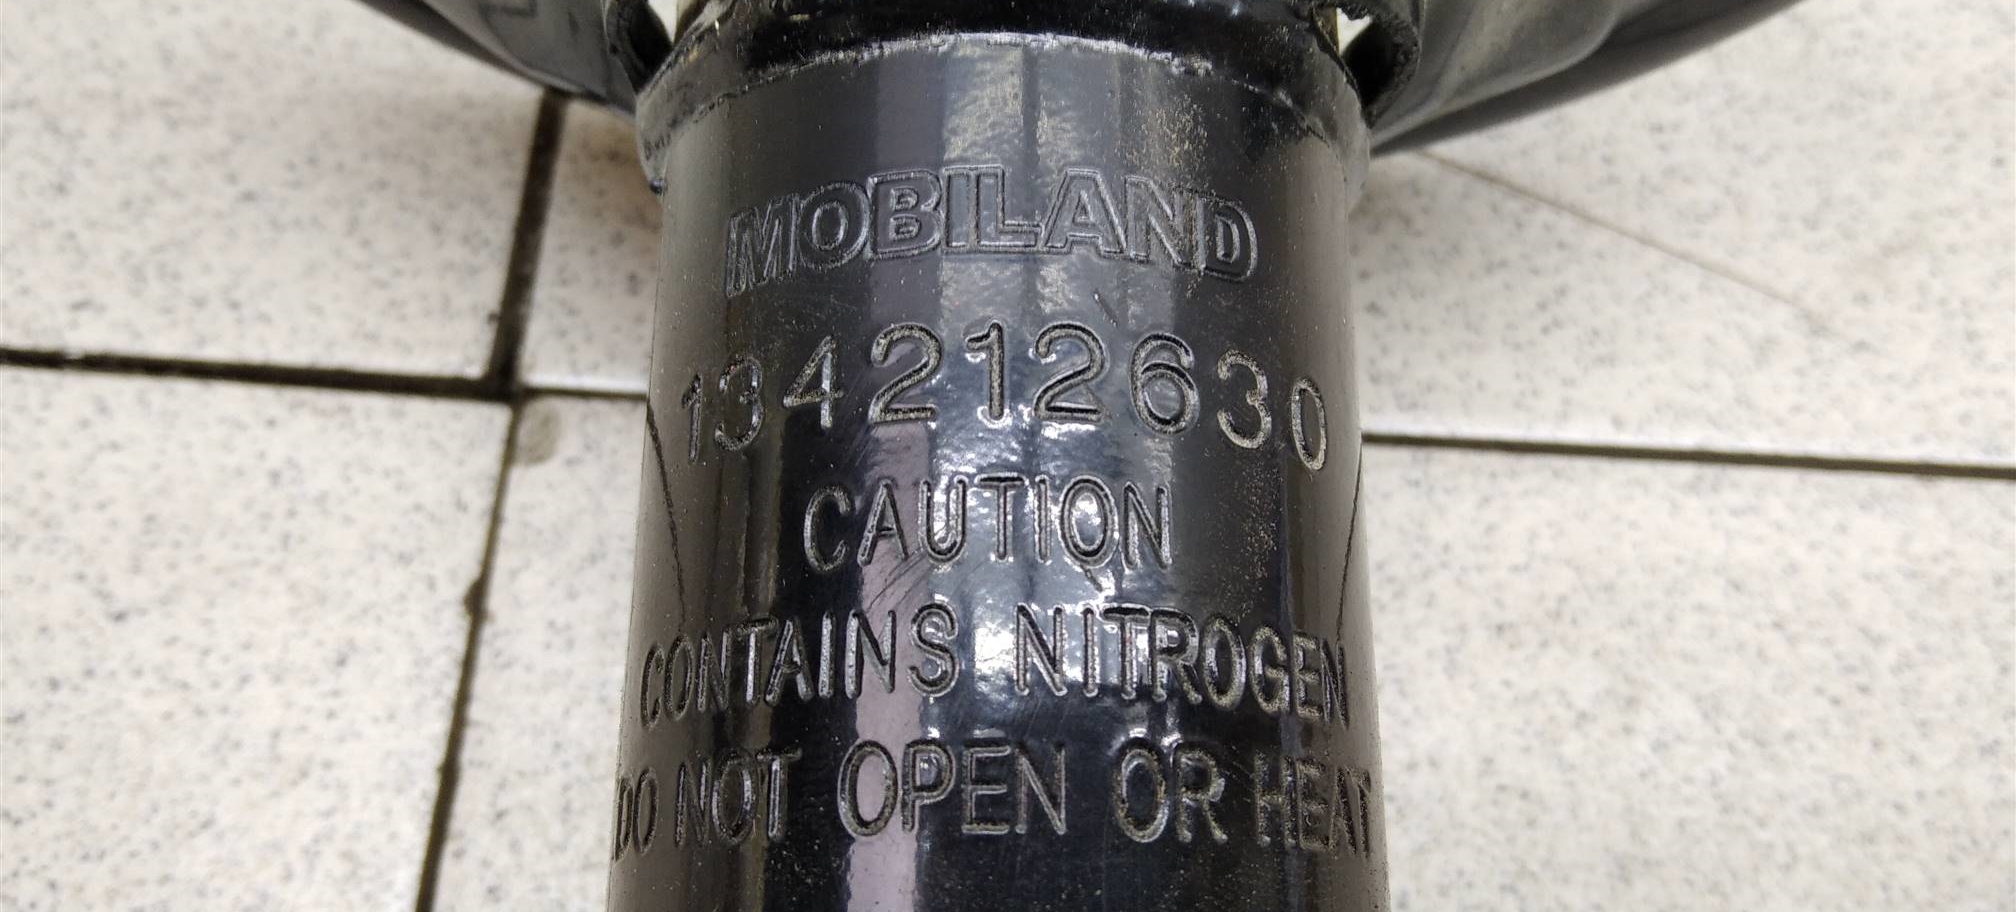 MOBILAND
134212630
CAUTION
CONTAINS NITROGEN
DO NOT OPEN OR HEAT